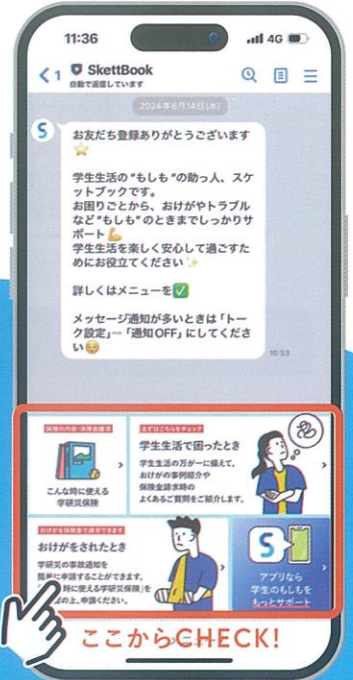 11:36
4G
1 SkettBook
自動で返信しています
2024年6月14日(水)
S
お友だち登録ありがとうございます
学生生活の“もしも”の助っ人、スケ
ットブックです。
お困りごとから、おけがやトラブル
など“もしも”のときまでしっかりサ
ポート
学生生活を楽しく安心して過ごすた
めにお役立てください
詳しくはメニューを
メッセージ通知が多いときは「トー
ク設定」→「通知OFF」にしてくださ
い
10:53
保険の内容・保険金請求
こんな時に使える
学研災保険
まずはこちらをチェック
学生生活で困ったとき
学生生活の万が一に備えて、
おけがの事例紹介や
保険金請求時の
よくあるご質問をご紹介します。
おけがを保険金で請求できます
おけがをされたとき
学研災の事故通知を
簡単に申請することができます。
時に使える学研災保険」を
の上、申請ください。
S
アプリなら
学生のもしもを
もっとサポート
ここからCHECK!